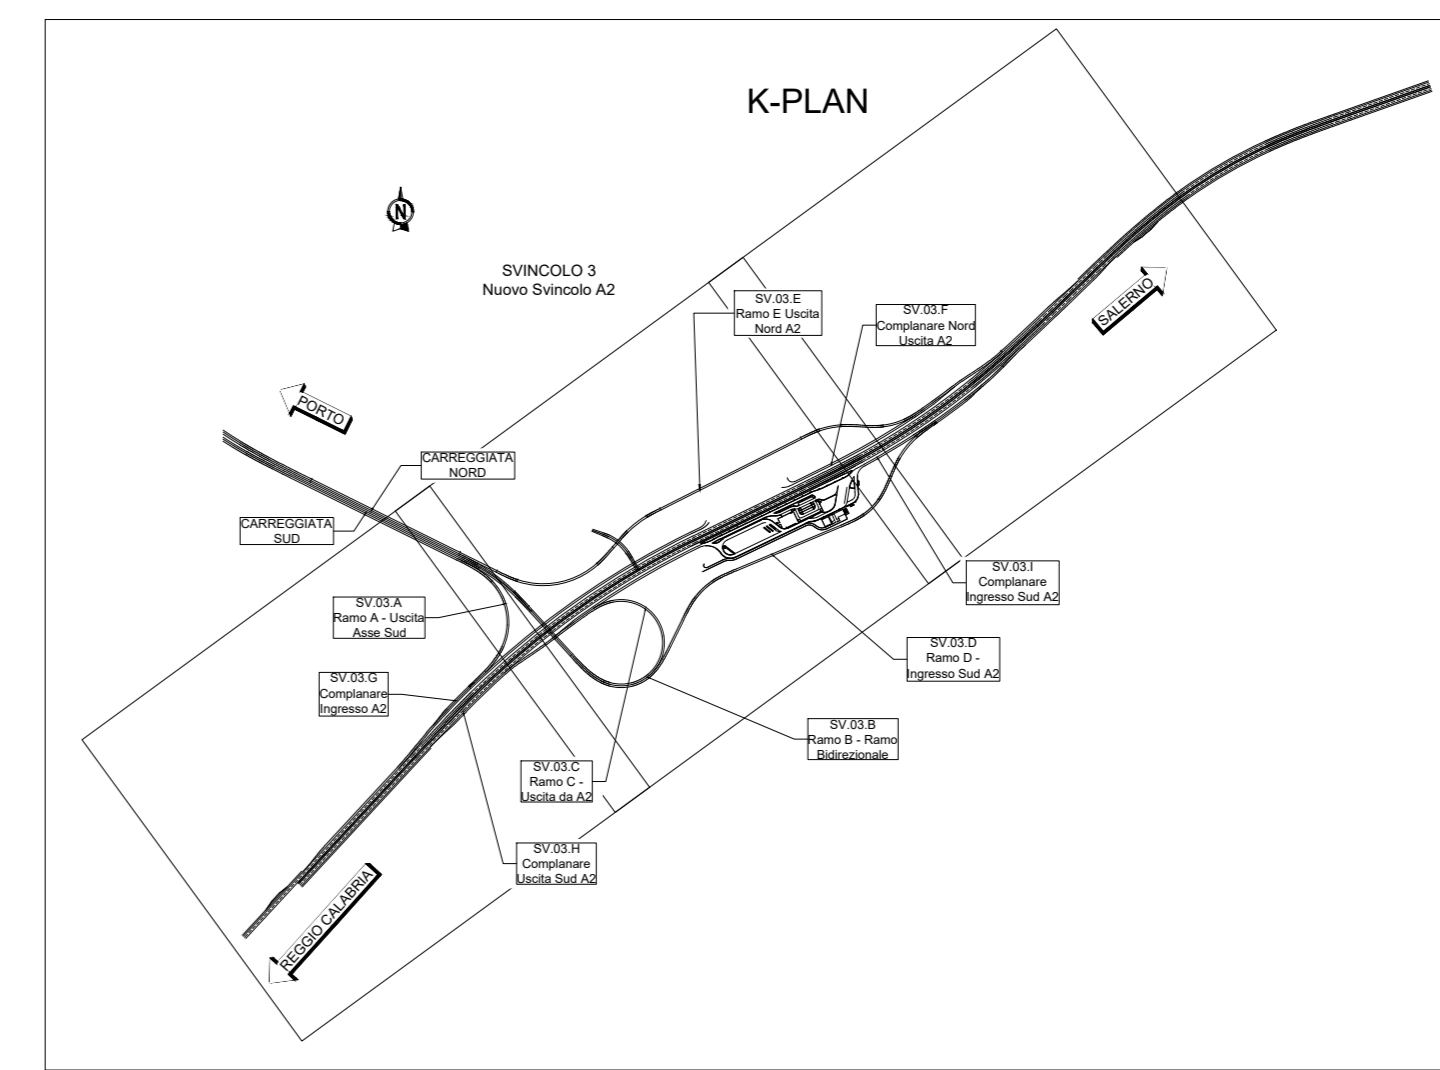 K-PLAN
N
SVINCOLO 3
Nuovo Svincolo A2
SV.03.E
Ramo E Uscita
Nord A2
SV.03.F
Complanare Nord
Uscita A2
SALERNO
PORTO
CARREGGIATA
NORD
CARREGGIATA
SUD
SV.03.I
Complanare
Ingresso Sud A2
SV.03.A
Ramo A - Uscita
Asse Sud
SV.03.D
Ramo D -
Ingresso Sud A2
SV.03.G
Complanare
Ingresso A2
SV.03.B
Ramo B - Ramo
Bidirezionale
SV.03.C
Ramo C -
Uscita da A2
SV.03.H
Complanare
Uscita Sud A2
REGGIO CALABRIA